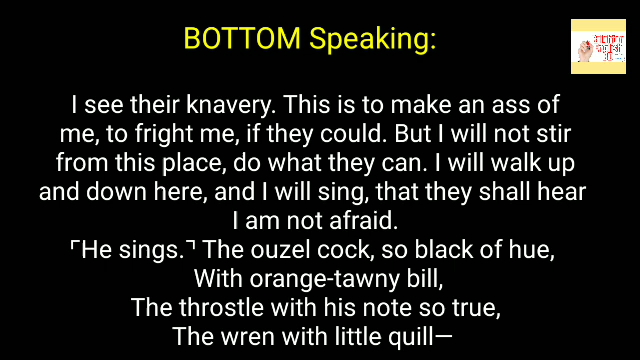 BOTTOM Speaking:
I see their knavery. This is to make an ass of
me, to fright me, if they could. But I will not stir
from this place, do what they can. I will walk up
and down here, and I will sing, that they shall hear
I am not afraid.
⌜He sings.⌝ The ouzel cock, so black of hue,
With orange-tawny bill,
The throstle with his note so true,
The wren with little quill—